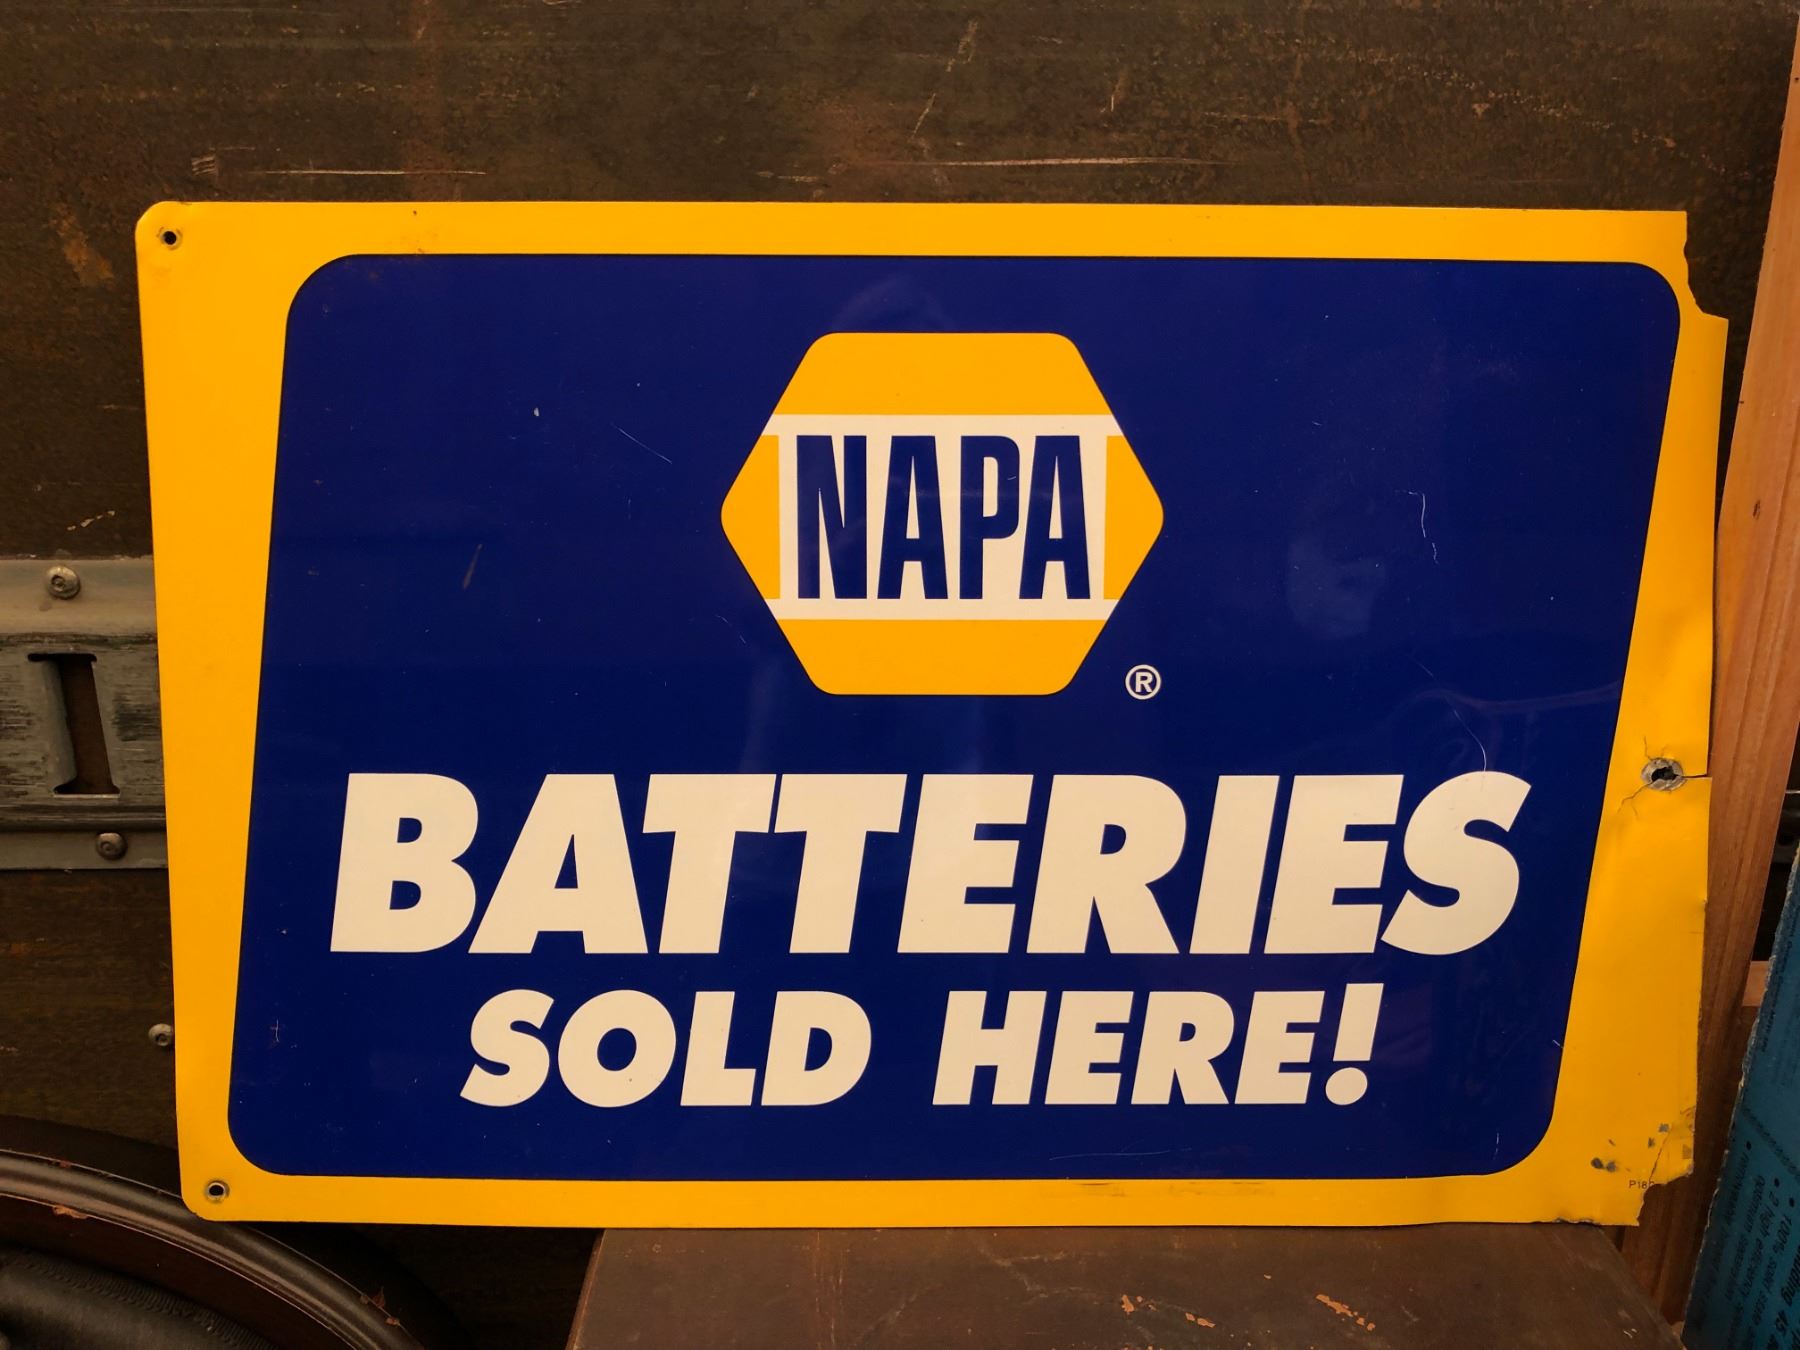 NAPA
®
BATTERIES
SOLD HERE!